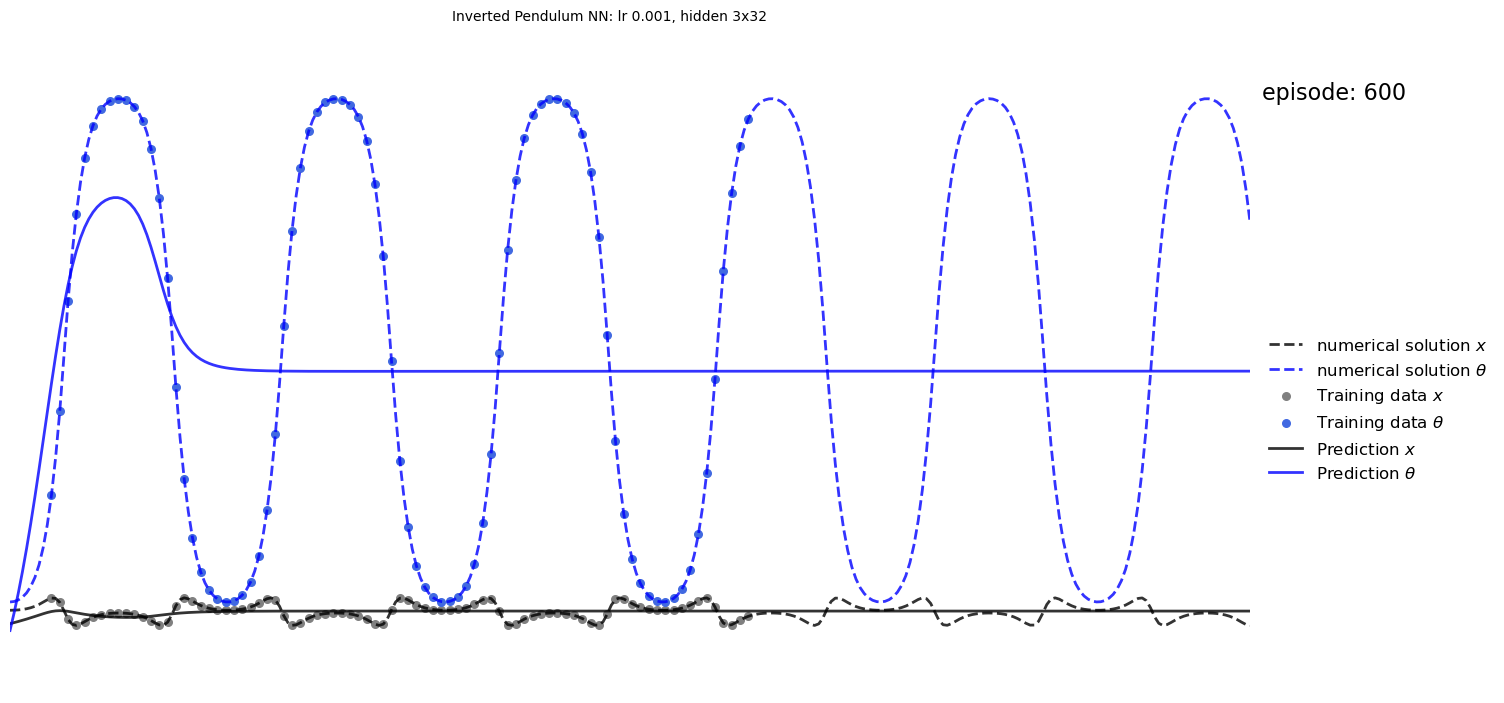 Inverted Pendulum NN: lr 0.001, hidden 3x32
episode: 600
numerical solution x
numerical solution θ
Training data x
Training data θ
Prediction x
Prediction θ